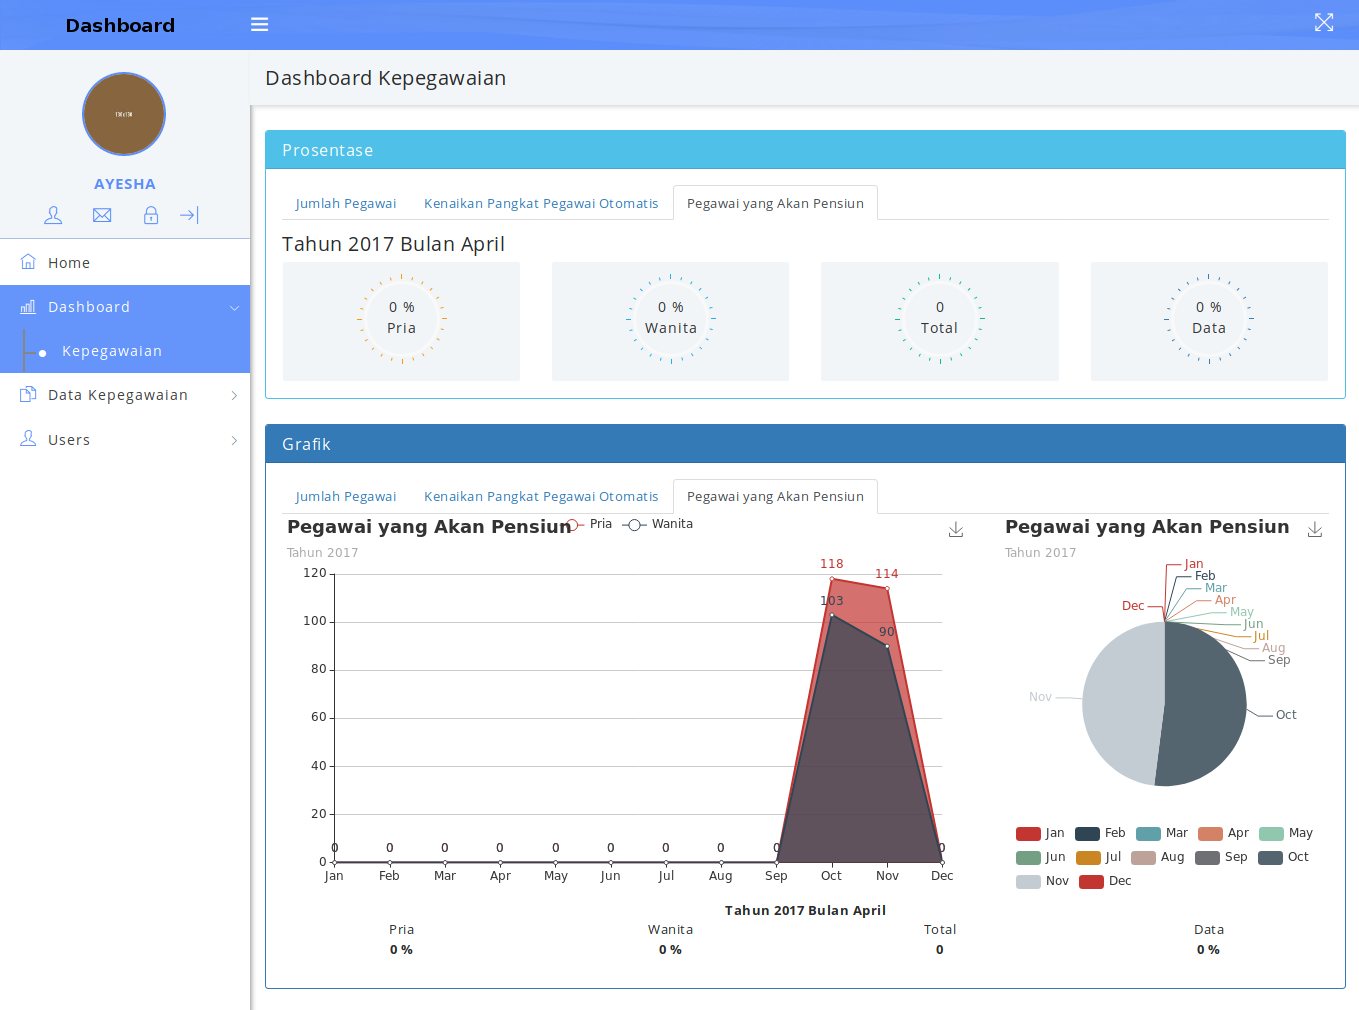 Dashboard
Dashboard Kepegawaian
AYESHA
Home
Dashboard
Kepegawaian
Data Kepegawaian
Users
Prosentase
Jumlah Pegawai Kenaikan Pangkat Pegawai Otomatis Pegawai yang Akan Pensiun
Tahun 2017 Bulan April
0 % 0 % 0 0 %
Pria Wanita Total Data
Grafik
Jumlah Pegawai Kenaikan Pangkat Pegawai Otomatis Pegawai yang Akan Pensiun
Pegawai yang Akan Pensiun
Pria Wanita
Tahun 2017
120
100
80
60
40
20
0
118
114
103
90
0 0 0 0 0 0 0 0 0 0
Jan Feb Mar Apr May Jun Jul Aug Sep Oct Nov Dec
Pegawai yang Akan Pensiun
Tahun 2017
Jan
Feb
Mar
Apr
Dec
May
Jun
Jul
Aug
Sep
Nov
Oct
Jan Feb Mar Apr May
Jun Jul Aug Sep Oct
Nov Dec
Tahun 2017 Bulan April
Pria Wanita Total Data
0 % 0 % 0 0 %